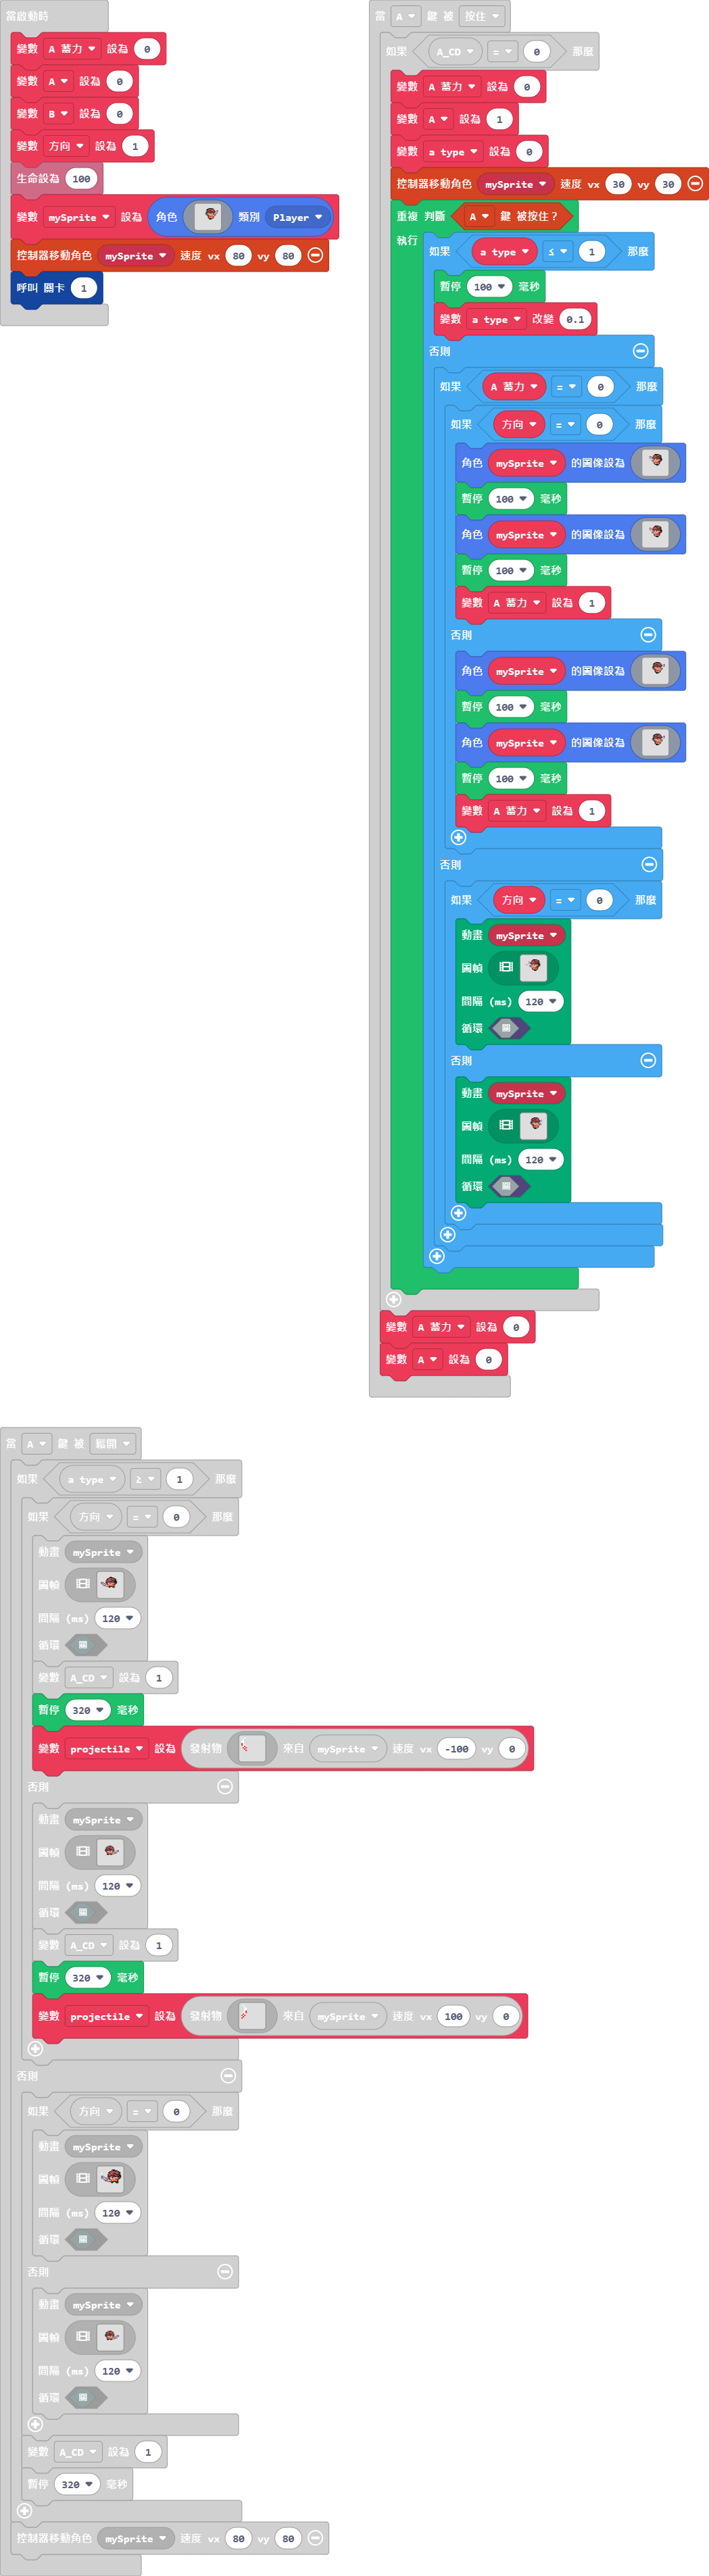 當啟動時
變數 A 蓄力 設為 0
變數 A 設為 0
變數 B 設為 0
變數 方向 設為 1
生命設為 100
變數 mySprite 設為 角色 類別 Player
控制器移動角色 mySprite 速度 vx 80 vy 80
呼叫 關卡 1
當 A 鍵 被 按住
如果 A_CD = 0 那麼
變數 A 蓄力 設為 0
變數 A 設為 1
變數 a type 設為 0
控制器移動角色 mySprite 速度 vx 30 vy 30
重複 判斷 A 鍵 被按住？
執行
如果 a type ≤ 1 那麼
暫停 100 毫秒
變數 a type 改變 0.1
否則
如果 A 蓄力 = 0 那麼
如果 方向 = 0 那麼
角色 mySprite 的圖像設為
暫停 100 毫秒
角色 mySprite 的圖像設為
暫停 100 毫秒
變數 A 蓄力 設為 1
否則
角色 mySprite 的圖像設為
暫停 100 毫秒
角色 mySprite 的圖像設為
暫停 100 毫秒
變數 A 蓄力 設為 1
否則
如果 方向 = 0 那麼
動畫 mySprite
圖幀
間隔 (ms) 120
循環 關
否則
動畫 mySprite
圖幀
間隔 (ms) 120
循環 關
變數 A 蓄力 設為 0
變數 A 設為 0
當 A 鍵 被 鬆開
如果 a type ≥ 1 那麼
如果 方向 = 0 那麼
動畫 mySprite
圖幀
間隔 (ms) 120
循環 關
變數 A_CD 設為 1
暫停 320 毫秒
變數 projectile 設為 發射物 來自 mySprite 速度 vx -100 vy 0
否則
動畫 mySprite
圖幀
間隔 (ms) 120
循環 關
變數 A_CD 設為 1
暫停 320 毫秒
變數 projectile 設為 發射物 來自 mySprite 速度 vx 100 vy 0
否則
如果 方向 = 0 那麼
動畫 mySprite
圖幀
間隔 (ms) 120
循環 關
否則
動畫 mySprite
圖幀
間隔 (ms) 120
循環 關
變數 A_CD 設為 1
暫停 320 毫秒
控制器移動角色 mySprite 速度 vx 80 vy 80